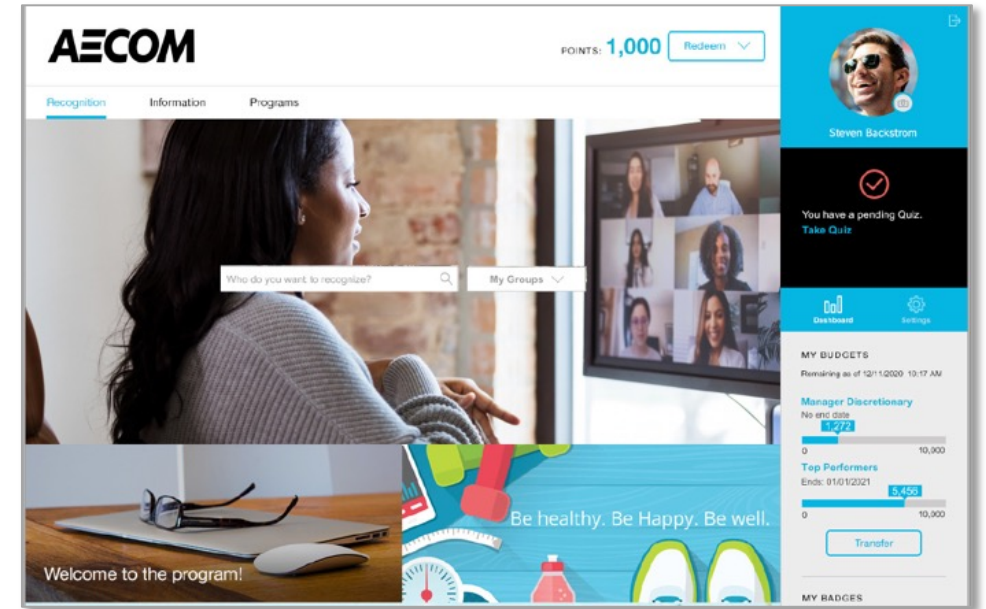 AECOM
POINTS: 1,000 Redeem
Recognition Information Programs
Who do you want to recognize? My Groups
Welcome to the program!
Be healthy. Be Happy. Be well.
Steven Backstrom
You have a pending Quiz.
Take Quiz
Dashboard Settings
MY BUDGETS
Remaining as of 12/11/2020 10:17 AM
Manager Discretionary
No end date
1,272
0 10,000
Top Performers
Ends: 01/01/2021
5,456
0 10,000
Transfer
MY BADGES